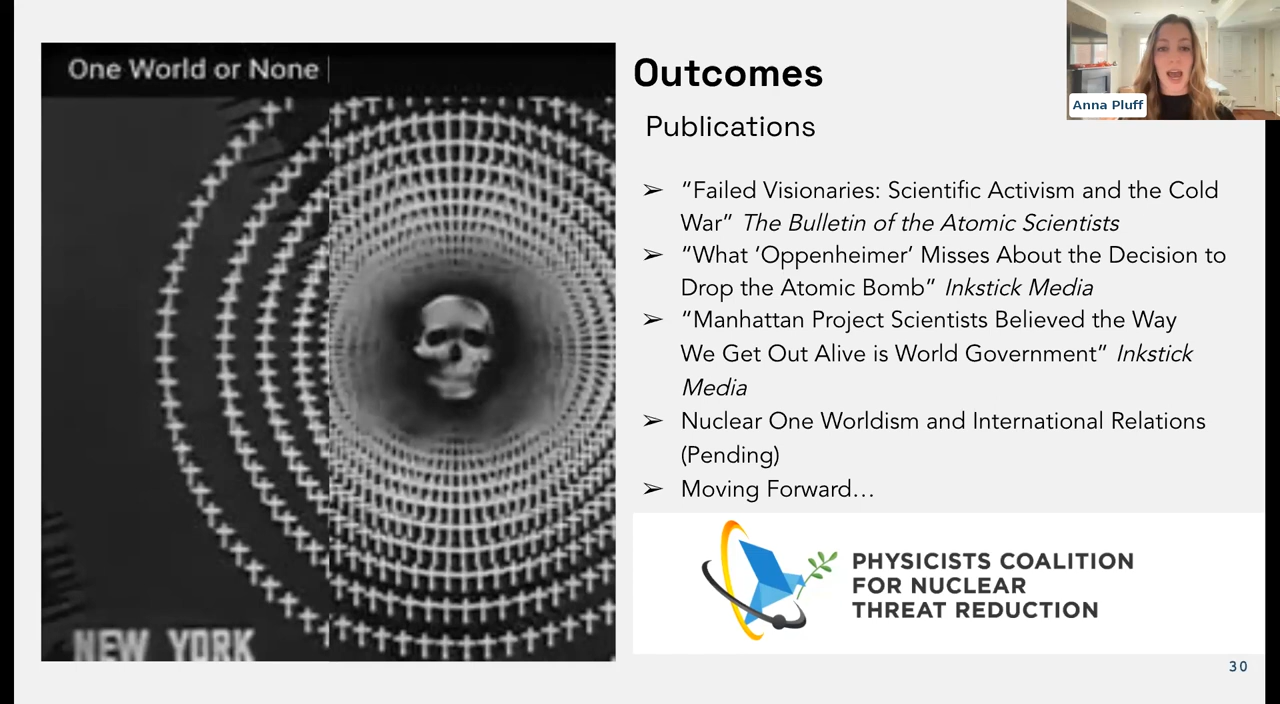 One World or None
NEW YORK
Outcomes
Publications
➢ “Failed Visionaries: Scientific Activism and the Cold
War” The Bulletin of the Atomic Scientists
➢ “What ‘Oppenheimer’ Misses About the Decision to
Drop the Atomic Bomb” Inkstick Media
➢ “Manhattan Project Scientists Believed the Way
We Get Out Alive is World Government” Inkstick
Media
➢ Nuclear One Worldism and International Relations
(Pending)
➢ Moving Forward…
PHYSICISTS COALITION
FOR NUCLEAR
THREAT REDUCTION
Anna Pluff
30